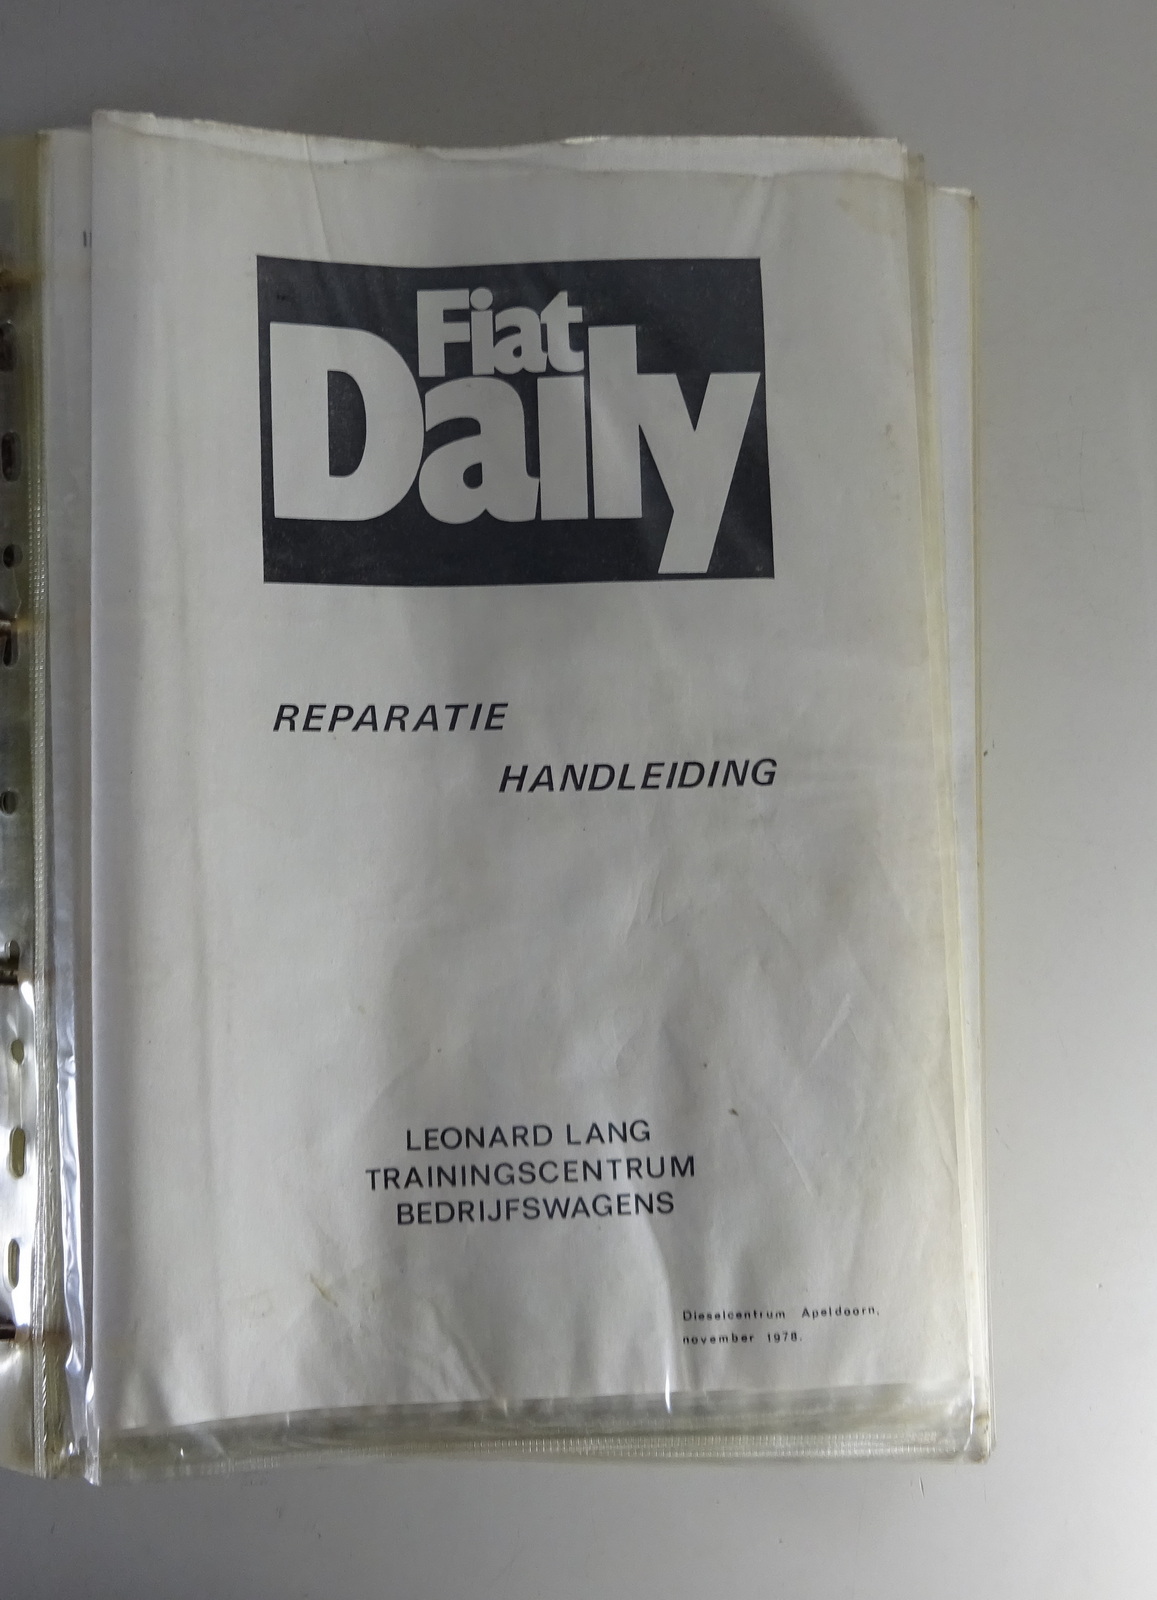 Fiat
Daily
REPARATIE
HANDLEIDING
LEONARD LANG
TRAININGSCENTRUM
BEDRIJFSWAGENS
Dieselcentrum Apeldoorn,
november 1978.